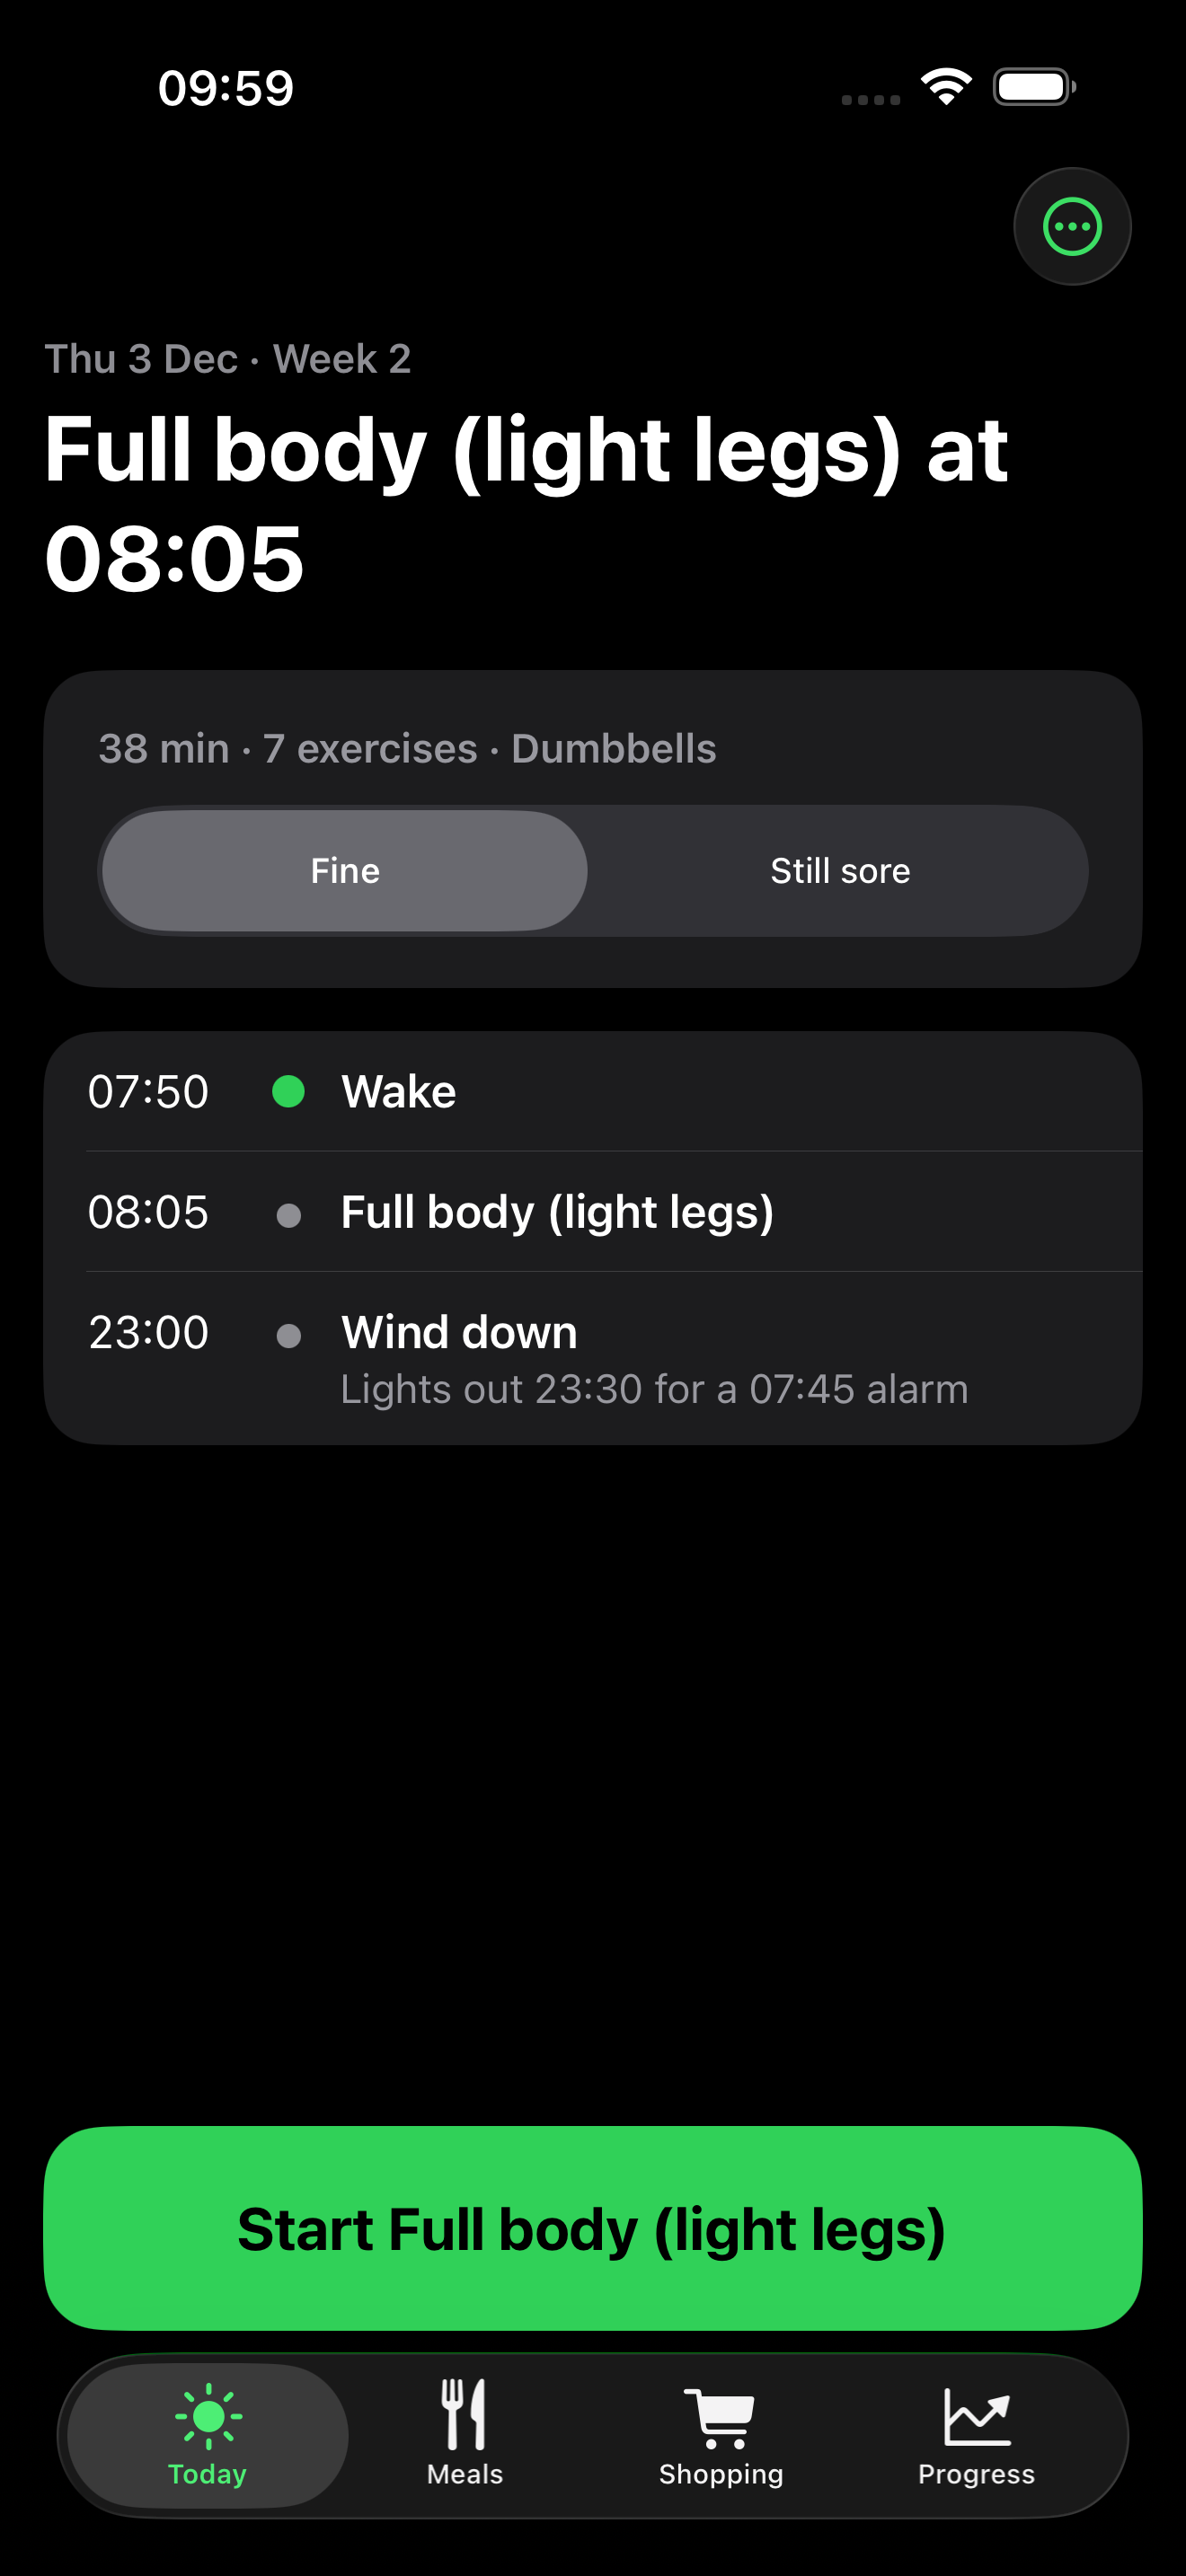 09:59
Thu 3 Dec · Week 2
Full body (light legs) at
08:05
38 min · 7 exercises · Dumbbells
Fine
Still sore
07:50 Wake
08:05 Full body (light legs)
23:00 Wind down
Lights out 23:30 for a 07:45 alarm
Start Full body (light legs)
Today
Meals
Shopping
Progress